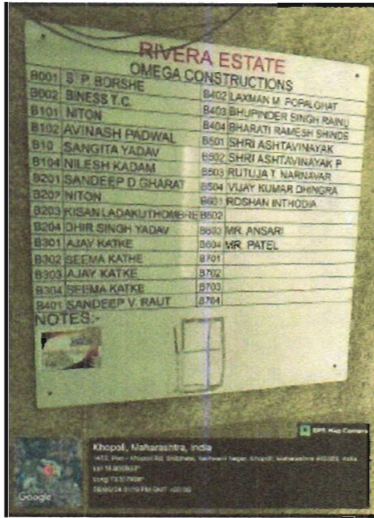 RIVERA ESTATE
OMEGA CONSTRUCTIONS
B001 S. P. BORSHE
B002 BINESS T.C.
B101 NITON
B102 AVINASH PADWAL
B10 SANGITA YADAV
B104 NILESH KADAM
B201 SANDEEP D GHARAT
B202 NITON
B203 KISAN LADAKUTHOMBRE
B204 DHIR SINGH YADAV
B301 AJAY KATKE
B302 SEEMA KATHE
B303 AJAY KATKE
B304 SEEMA KATKE
B401 SANDEEP V. RAUT
B402 LAXMAN M. POPALGHAT
B403 BHUPINDER SINGH RAINU
B404 BHARATI RAMESH SHINDE
B501 SHRI ASHTAVINAYAK
B502 SHRI ASHTAVINAYAK P
B503 RUTUJA T. NARNAVAR
B504 VIJAY KUMAR DHINGRA
B601 ROSHAN INTHODIA
B602
B603 MR. ANSARI
B604 MR. PATEL
B701
B702
B703
B704
NOTES:-
GPS Map Camera
Khopoli, Maharashtra, India
Google